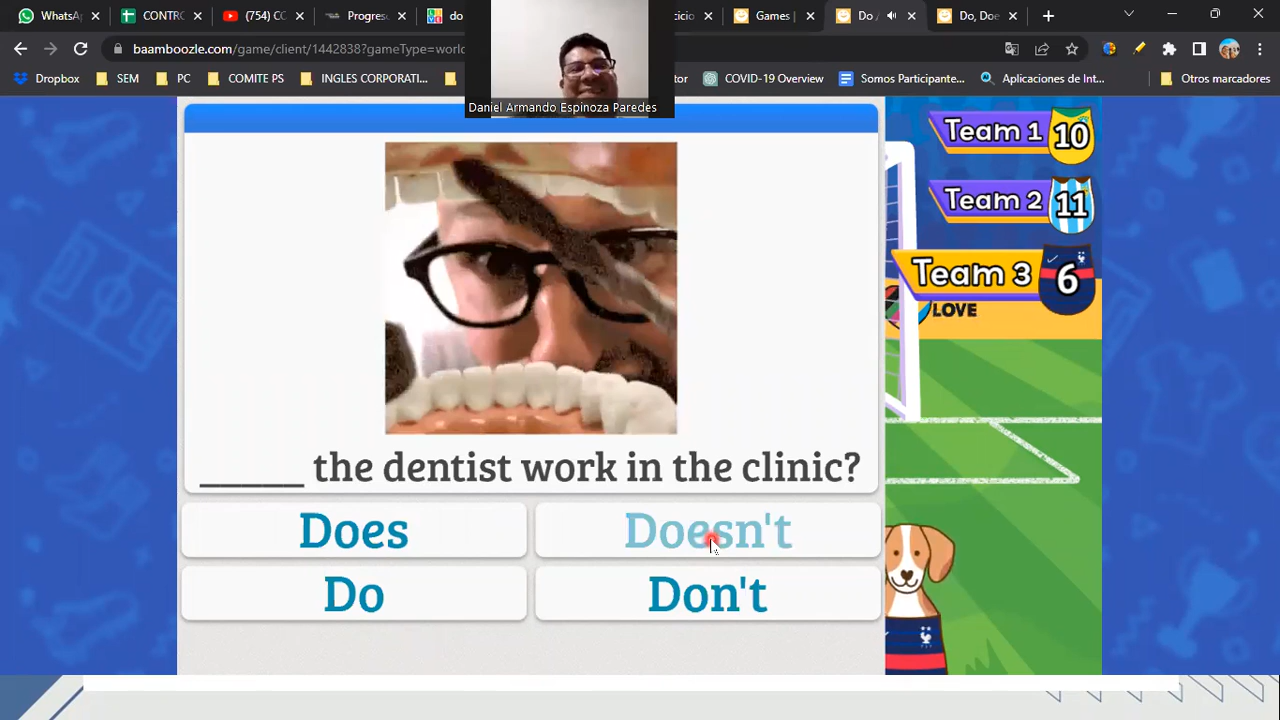 WhatsA
CONTRO
(754) CC
Progres
do
icio
Games |
Do /
Do, Doe
baamboozle.com/game/client/1442838?gameType=world
Dropbox
SEM
PC
COMITE PS
INGLES CORPORATI...
tor
COVID-19 Overview
Somos Participante...
Aplicaciones de Int...
Otros marcadores
Daniel Armando Espinoza Paredes
Team 1 10
Team 2 11
Team 3 6
LOVE
______ the dentist work in the clinic?
Does
Doesn't
Do
Don't